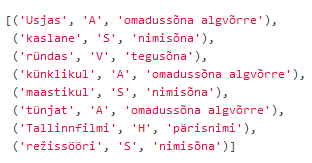 [('Usjas', 'A', 'omadussõna algvõrre'),
('kaslane', 'S', 'nimisõna'),
('ründas', 'V', 'tegusõna'),
('künklikul', 'A', 'omadussõna algvõrre'),
('maastikul', 'S', 'nimisõna'),
('tünjat', 'A', 'omadussõna algvõrre'),
('Tallinnfilmi', 'H', 'pärisnimi'),
('režissööri', 'S', 'nimisõna')]